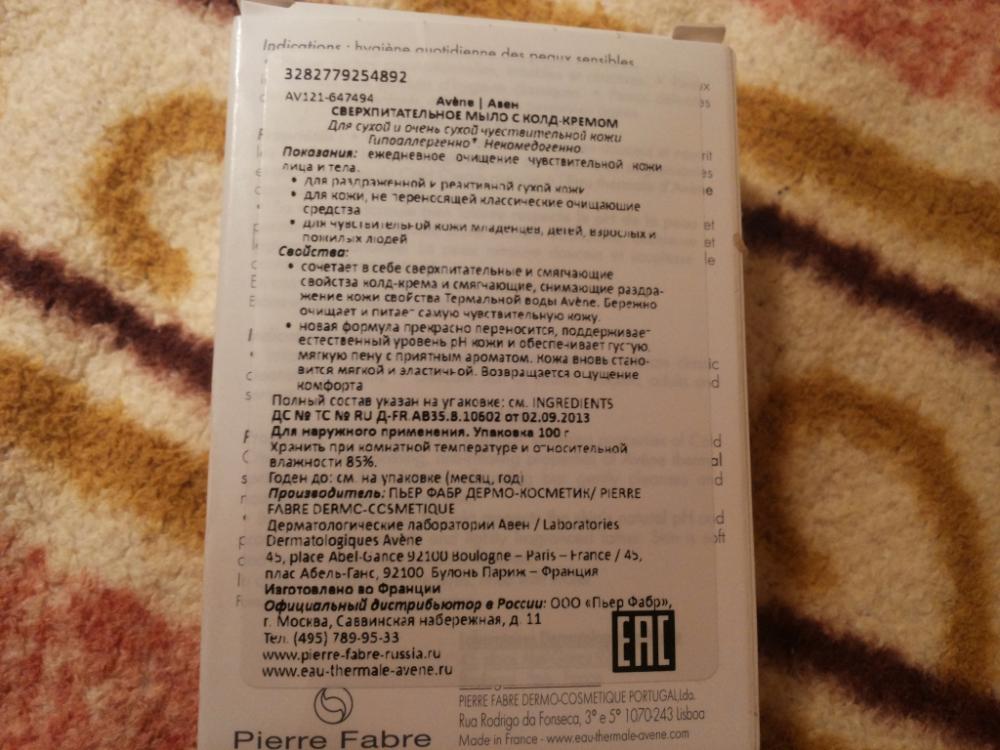 Indications : hygiène quotidienne des peaux sensibles
3282779254892
AV121-647494
Avène | Авен
СВЕРХПИТАТЕЛЬНОЕ МЫЛО С КОЛД-КРЕМОМ
Для сухой и очень сухой чувствительной кожи
Гипоаллергенно*. Некомедогенно.
Показания: ежедневное очищение чувствительной кожи
лица и тела.
• для раздраженной и реактивной сухой кожи
• для кожи, не переносящей классические очищающие
средства
• для чувствительной кожи младенцев, детей, взрослых и
пожилых людей
Свойства:
• сочетает в себе сверхпитательные и смягчающие
свойства колд-крема и смягчающие, снимающие раздра-
жение кожи свойства Термальной воды Avène. Бережно
очищает и питает самую чувствительную кожу.
• новая формула прекрасно переносится, поддерживает
естественный уровень pH кожи и обеспечивает густую,
мягкую пену с приятным ароматом. Кожа вновь стано-
вится мягкой и эластичной. Возвращается ощущение
комфорта
Полный состав указан на упаковке: см. INGREDIENTS
ДС № ТС № RU Д-FR.АВ35.В.10602 от 02.09.2013
Для наружного применения. Упаковка 100 г
Хранить при комнатной температуре и относительной
влажности 85%.
Годен до: см. на упаковке (месяц, год)
Производитель: ПЬЕР ФАБР ДЕРМО-КОСМЕТИК/ PIERRE
FABRE DERMO-COSMETIQUE
Дерматологические лаборатории Авен / Laboratories
Dermatologiques Avène
45, place Abel-Gance 92100 Boulogne – Paris – France / 45,
плас Абель-Ганс, 92100 Булонь Париж – Франция
Изготовлено во Франции
Официальный дистрибьютор в России: ООО «Пьер Фабр»,
г. Москва, Саввинская набережная, д. 11
Тел. (495) 789-95-33
www.pierre-fabre-russia.ru
www.eau-thermale-avene.ru
EAC
PIERRE FABRE DERMO-COSMETIQUE PORTUGAL,Lda.
Rua Rodrigo da Fonseca, 3º e 5º 1070-243 Lisboa
Pierre Fabre
Made in France - www.eau-thermale-avene.com